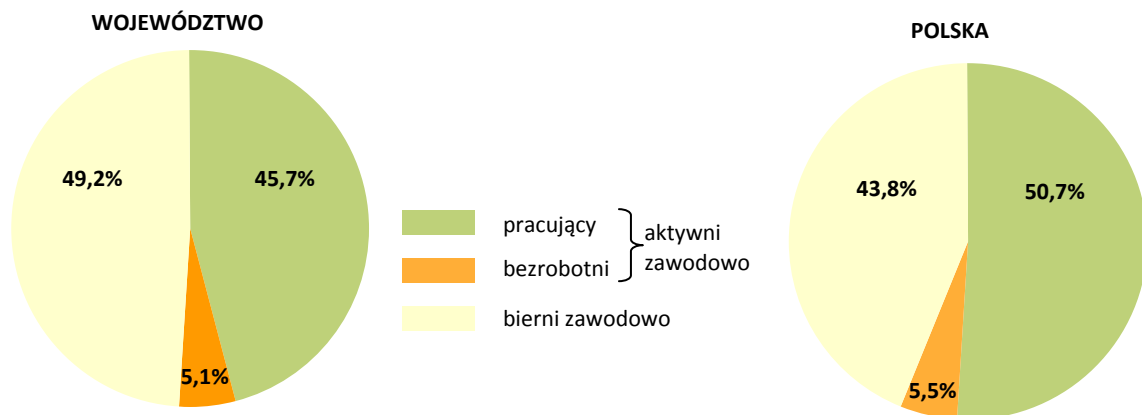 WOJEWÓDZTWO
49,2%
45,7%
5,1%
pracujący
bezrobotni
aktywni
zawodowo
bierni zawodowo
POLSKA
43,8%
50,7%
5,5%